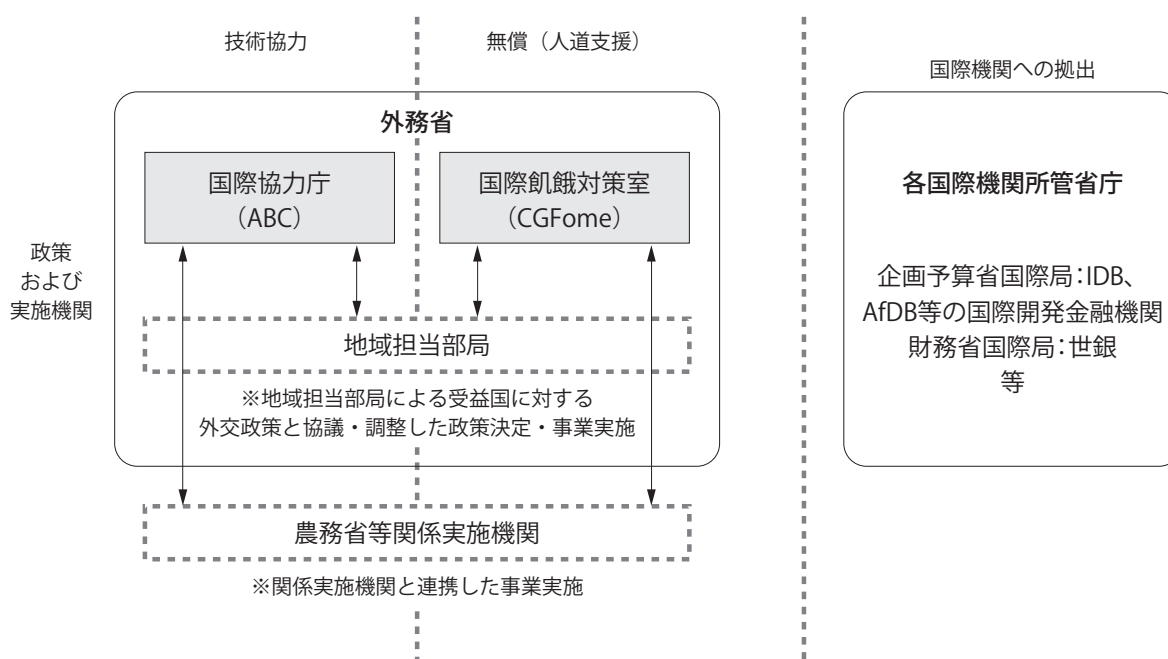 技術協力
無償（人道支援）
国際機関への拠出
外務省
国際協力庁
（ABC）
国際飢餓対策室
（CGFome）
政策
および
実施機関
地域担当部局
※地域担当部局による受益国に対する
外交政策と協議・調整した政策決定・事業実施
農務省等関係実施機関
※関係実施機関と連携した事業実施
各国際機関所管省庁
企画予算省国際局：IDB、
AfDB等の国際開発金融機関
財務省国際局：世銀
等